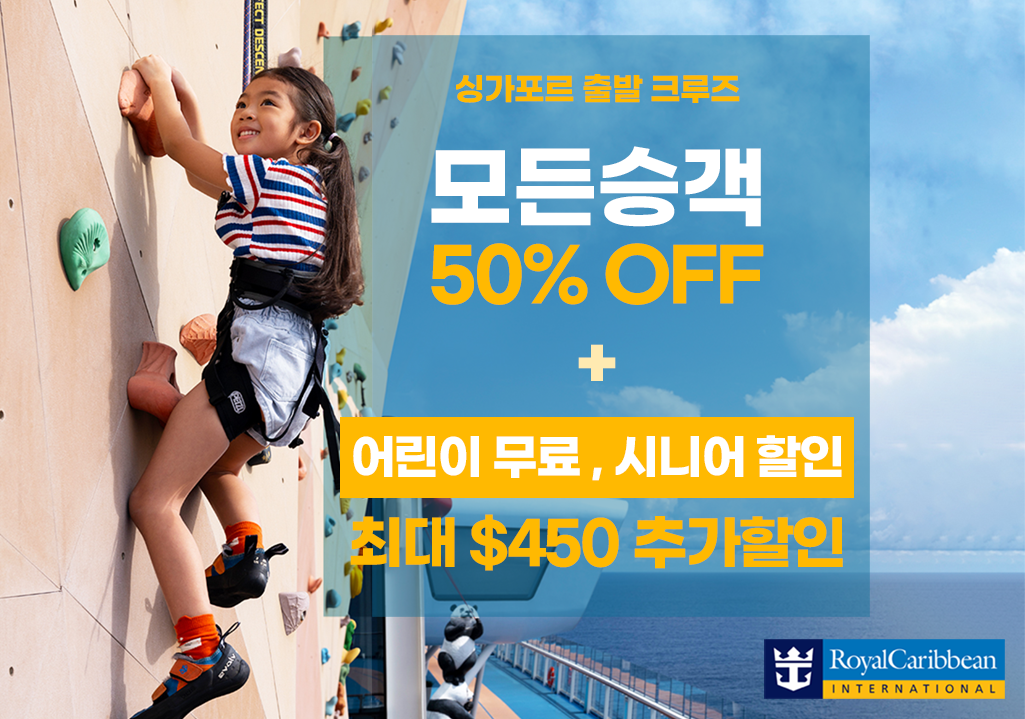 싱가포르 출발 크루즈
모든승객
50% OFF
+
어린이 무료 , 시니어 할인
최대 $450 추가할인
RoyalCaribbean
INTERNATIONAL
PETZL